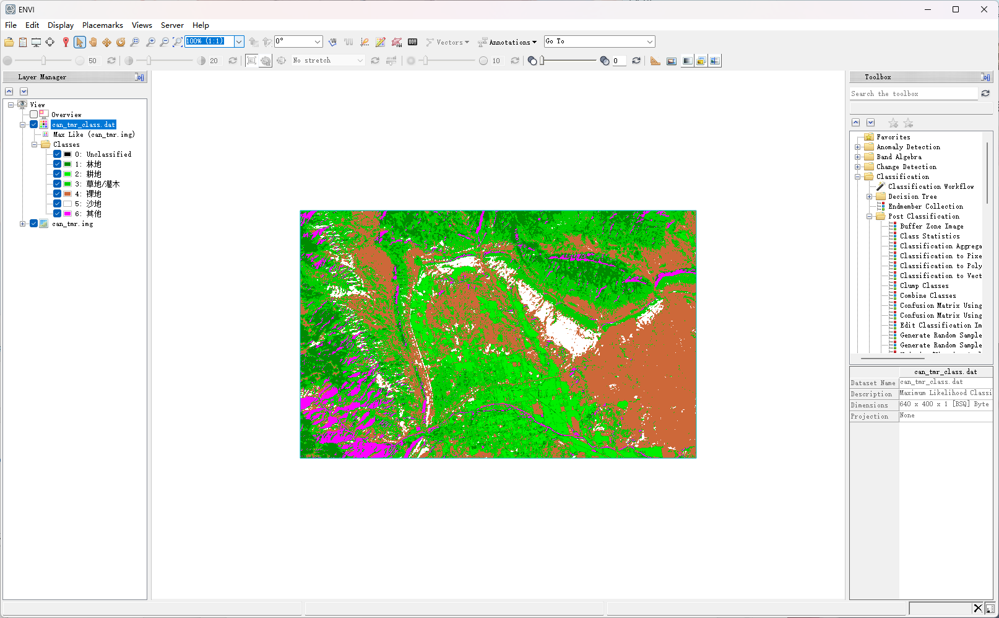 ENVI
File Edit Display Placemarks Views Server Help
100% (1:1) 0° Vectors Annotations Go To
50 20 No stretch 10 0
Layer Manager
View
Overview
can_tmr_class.dat
Max Like (can_tmr.img)
Classes
0: Unclassified
1: 林地
2: 耕地
3: 草地/灌木
4: 裸地
5: 沙地
6: 其他
can_tmr.img
Toolbox
Search the toolbox
Favorites
Anomaly Detection
Band Algebra
Change Detection
Classification
Classification Workflow
Decision Tree
Endmember Collection
Post Classification
Buffer Zone Image
Class Statistics
Classification Aggrega
Classification to Pixe
Classification to Poly
Classification to Vect
Clump Classes
Combine Classes
Confusion Matrix Using
Confusion Matrix Using
Edit Classification Im
Generate Random Sample
Generate Random Sample
can_tmr_class.dat
Dataset Name can_tmr_class.dat
Description Maximum Likelihood Classi
Dimensions 640 x 400 x 1 [BSQ] Byte
Projection None